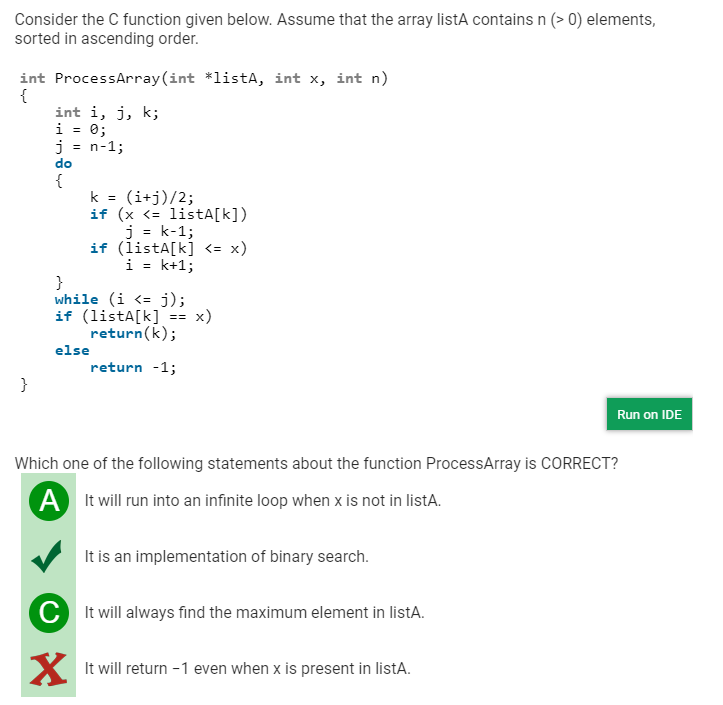 Consider the C function given below. Assume that the array listA contains n (> 0) elements,
sorted in ascending order.
int ProcessArray(int *listA, int x, int n)
{
    int i, j, k;
    i = 0;
    j = n-1;
    do
    {
        k = (i+j)/2;
        if (x <= listA[k])
            j = k-1;
        if (listA[k] <= x)
            i = k+1;
    }
    while (i <= j);
    if (listA[k] == x)
        return(k);
    else
        return -1;
}
Run on IDE
Which one of the following statements about the function ProcessArray is CORRECT?
A It will run into an infinite loop when x is not in listA.
It is an implementation of binary search.
C It will always find the maximum element in listA.
It will return −1 even when x is present in listA.